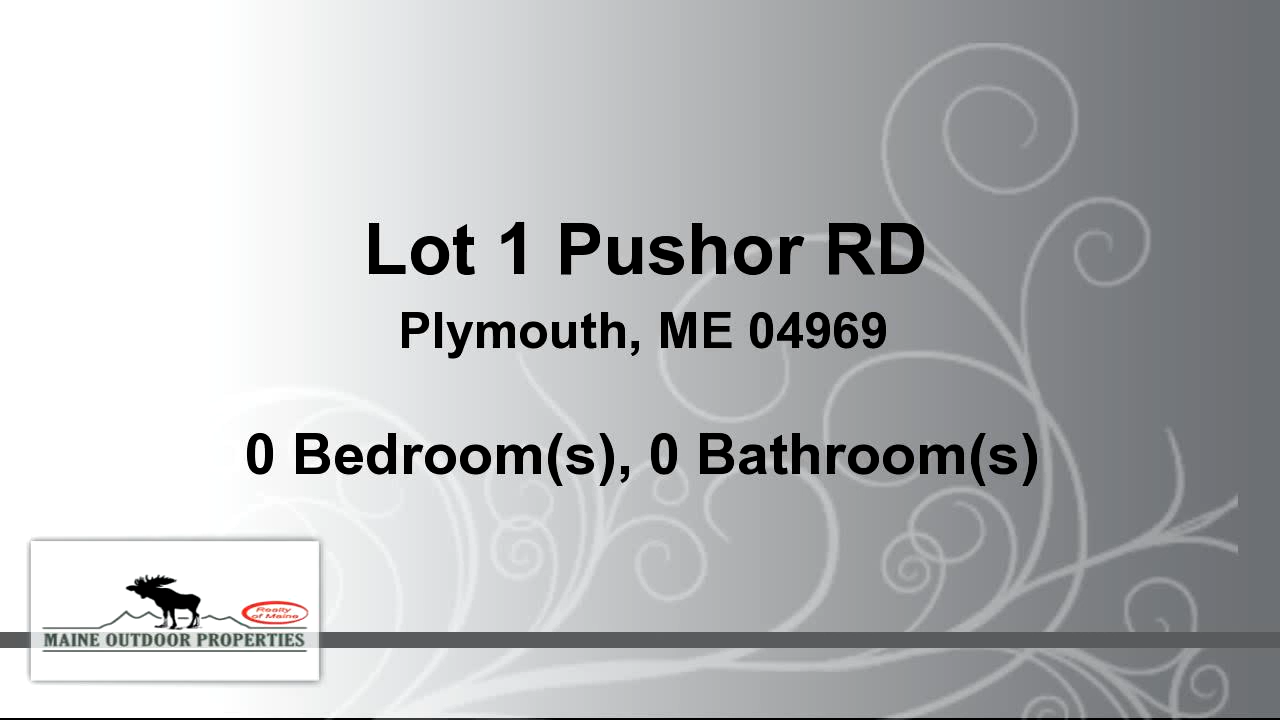 Lot 1 Pushor RD
Plymouth, ME 04969
0 Bedroom(s), 0 Bathroom(s)
Realty
of Maine
MAINE OUTDOOR PROPERTIES